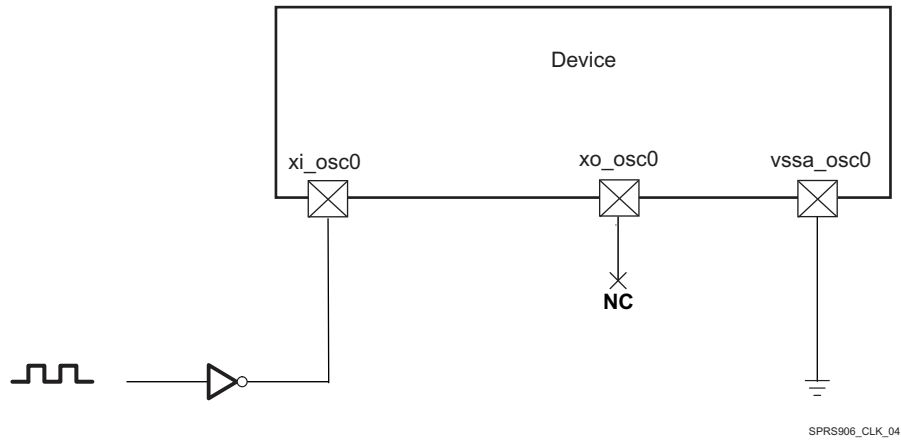 Device
xi_osc0
xo_osc0
vssa_osc0
NC
SPRS906_CLK_04